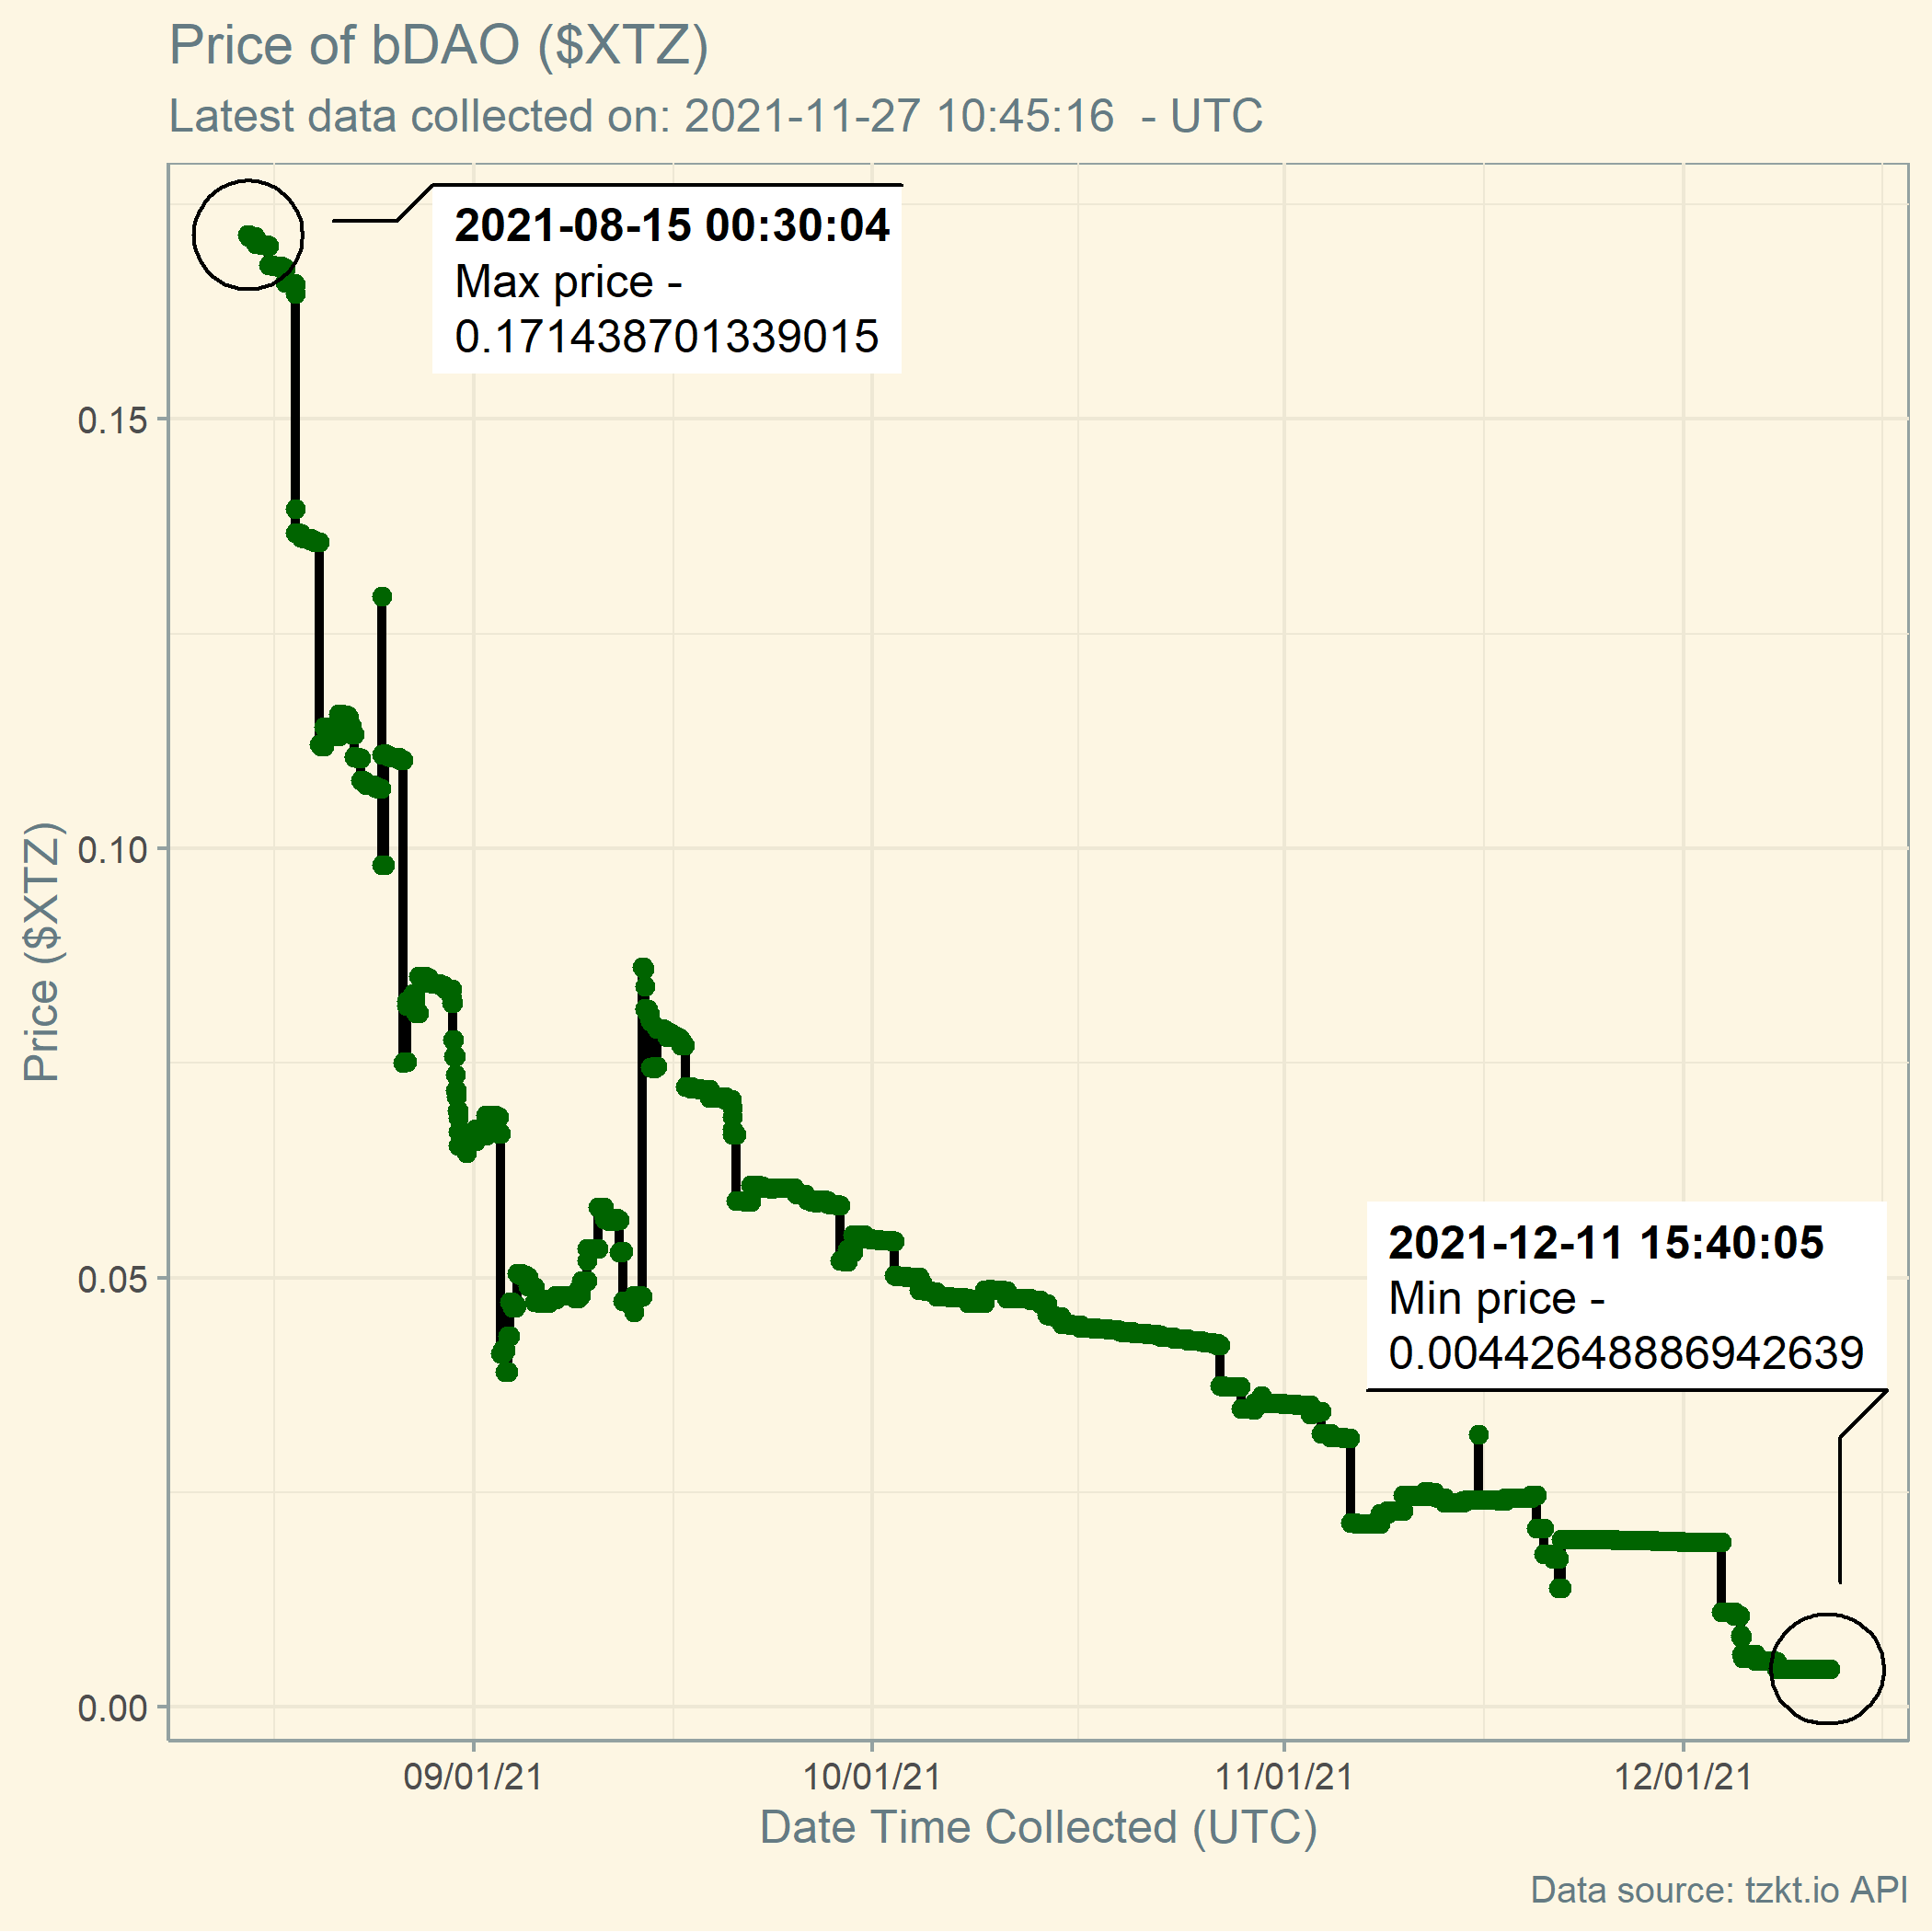 Price of bDAO ($XTZ)
Latest data collected on: 2021-11-27 10:45:16  - UTC
2021-08-15 00:30:04
Max price -
0.171438701339015
0.15
0.10
0.05
0.00
Price ($XTZ)
2021-12-11 15:40:05
Min price -
0.00442648886942639
09/01/21
10/01/21
11/01/21
12/01/21
Date Time Collected (UTC)
Data source: tzkt.io API